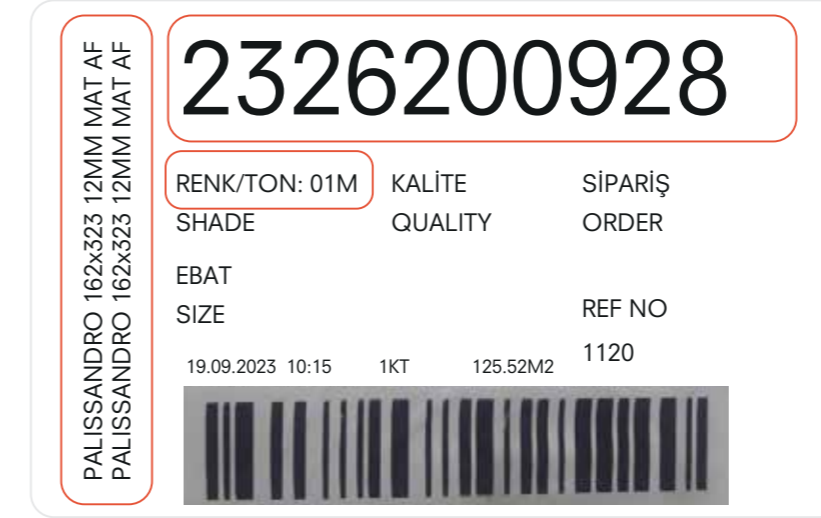 PALISSANDRO 162x323 12MM MAT AF
PALISSANDRO 162x323 12MM MAT AF
2326200928
RENK/TON: 01M KALİTE SİPARİŞ
SHADE QUALITY ORDER
EBAT
SIZE REF NO
1120
19.09.2023 10:15 1KT 125.52M2